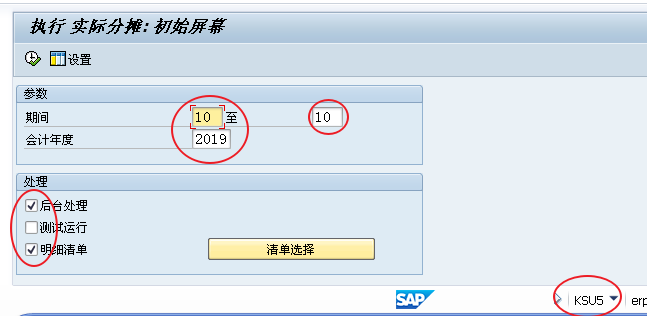 执行 实际分摊: 初始屏幕
设置
参数
期间 10 至 10
会计年度 2019
处理
后台处理
测试运行
明细清单 清单选择
SAP KSU5 erp